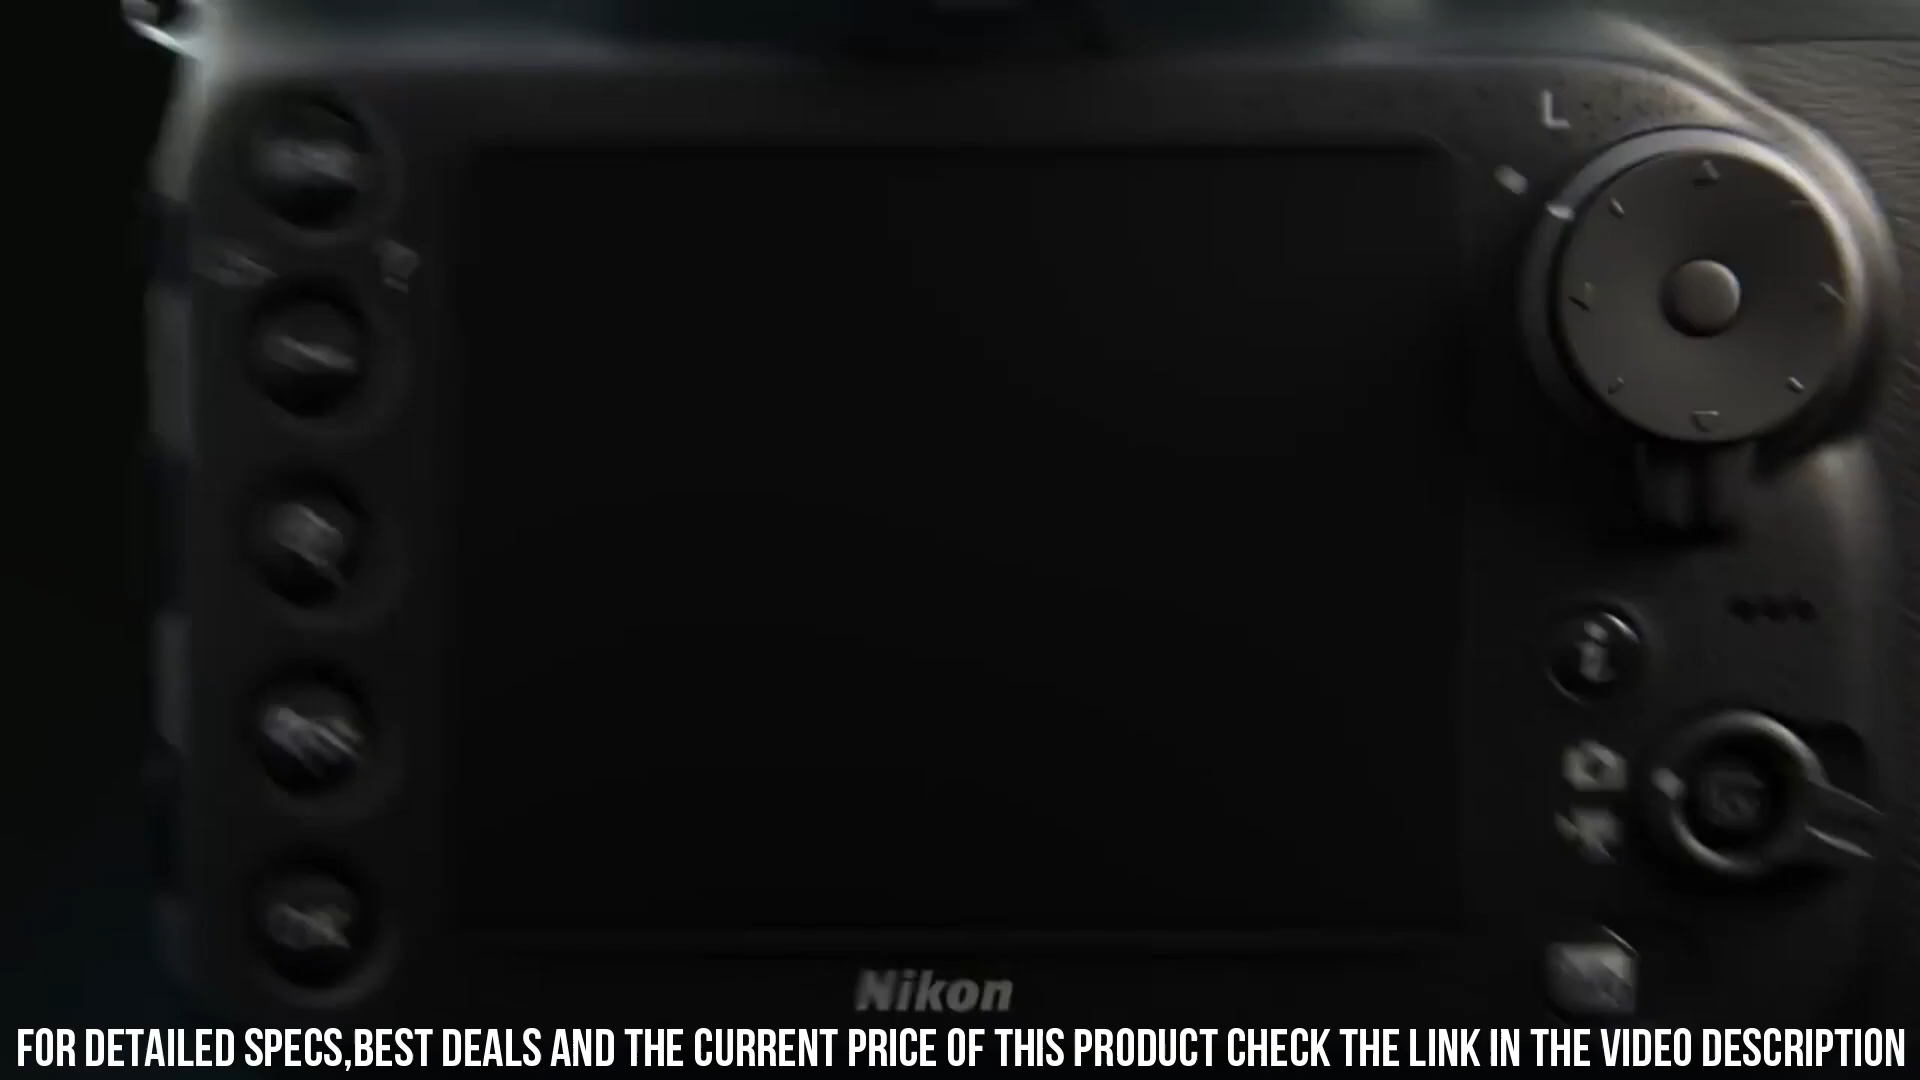 L
i
Nikon
FOR DETAILED SPECS,BEST DEALS AND THE CURRENT PRICE OF THIS PRODUCT CHECK THE LINK IN THE VIDEO DESCRIPTION